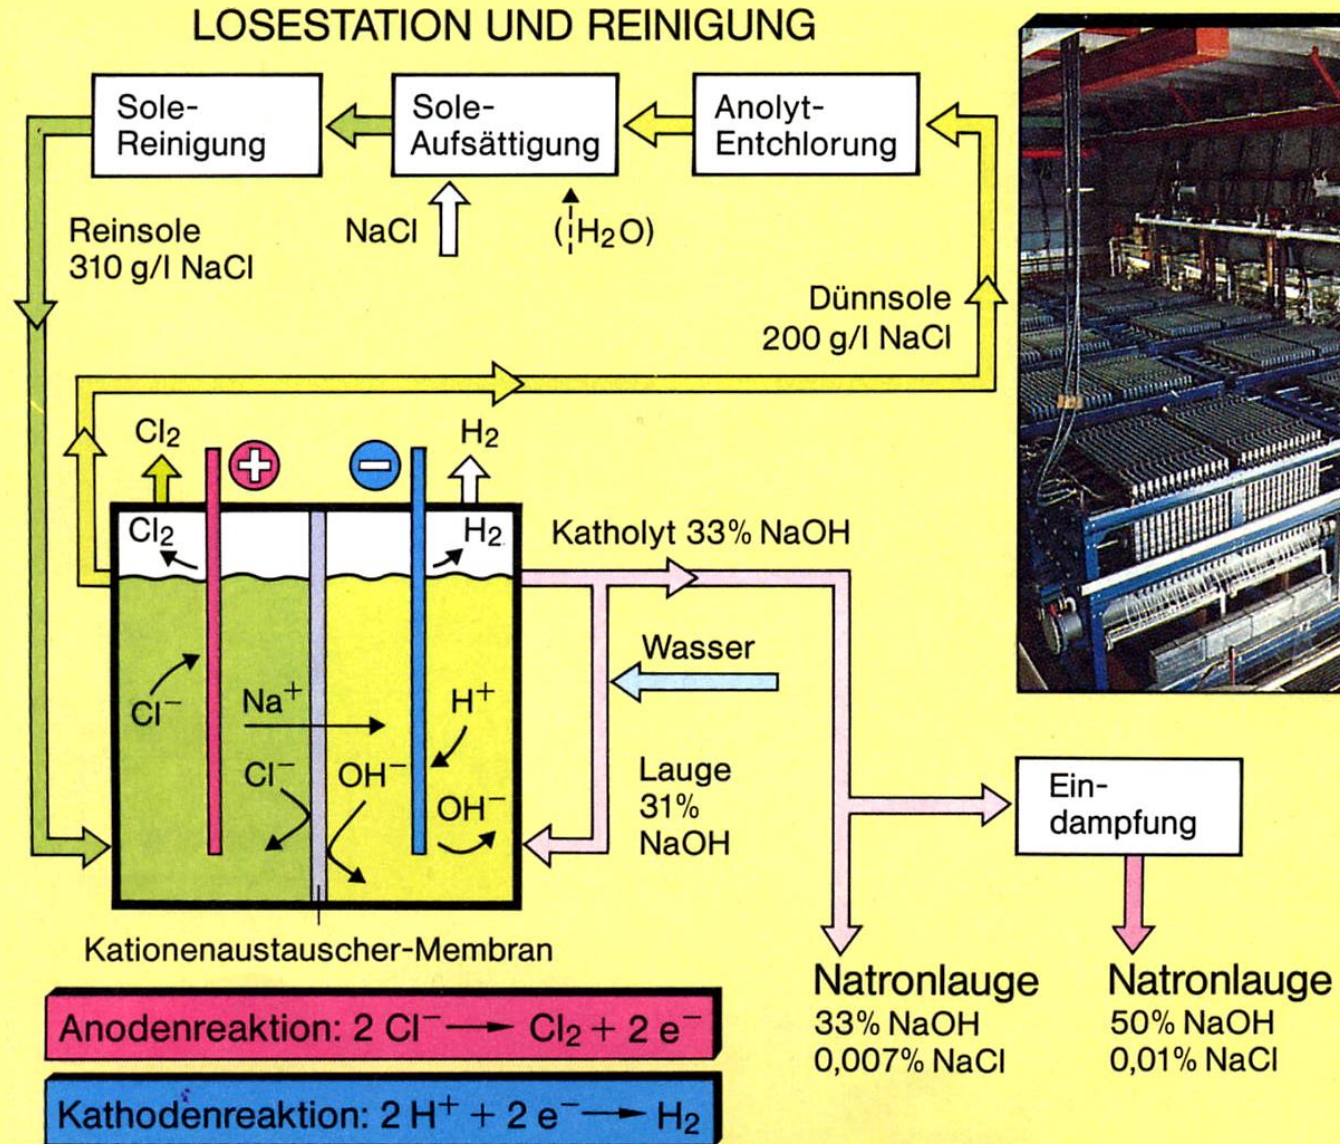 LOSESTATION UND REINIGUNG
Sole-
Reinigung
Sole-
Aufsättigung
Anolyt-
Entchlorung
Reinsole
310 g/l NaCl
NaCl
(H₂O)
Dünnsole
200 g/l NaCl
Cl₂
+
−
H₂
Cl₂
H₂
Katholyt 33% NaOH
Wasser
Cl⁻
Na⁺
H⁺
Cl⁻
OH⁻
OH⁻
Lauge
31%
NaOH
Ein-
dampfung
Kationenaustauscher-Membran
Natronlauge
33% NaOH
0,007% NaCl
Natronlauge
50% NaOH
0,01% NaCl
Anodenreaktion: 2 Cl⁻ → Cl₂ + 2 e⁻
Kathodenreaktion: 2 H⁺ + 2 e⁻ → H₂